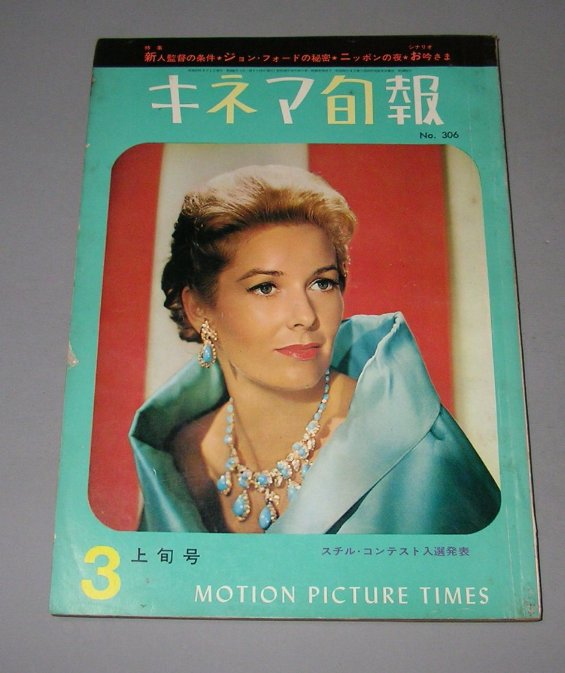 特集
シナリオ
新人監督の条件★ジョン・フォードの秘密★ニッポンの夜★お吟さま
キネマ旬報
No. 306
スチル・コンテスト入選発表
3 上旬号
MOTION PICTURE TIMES